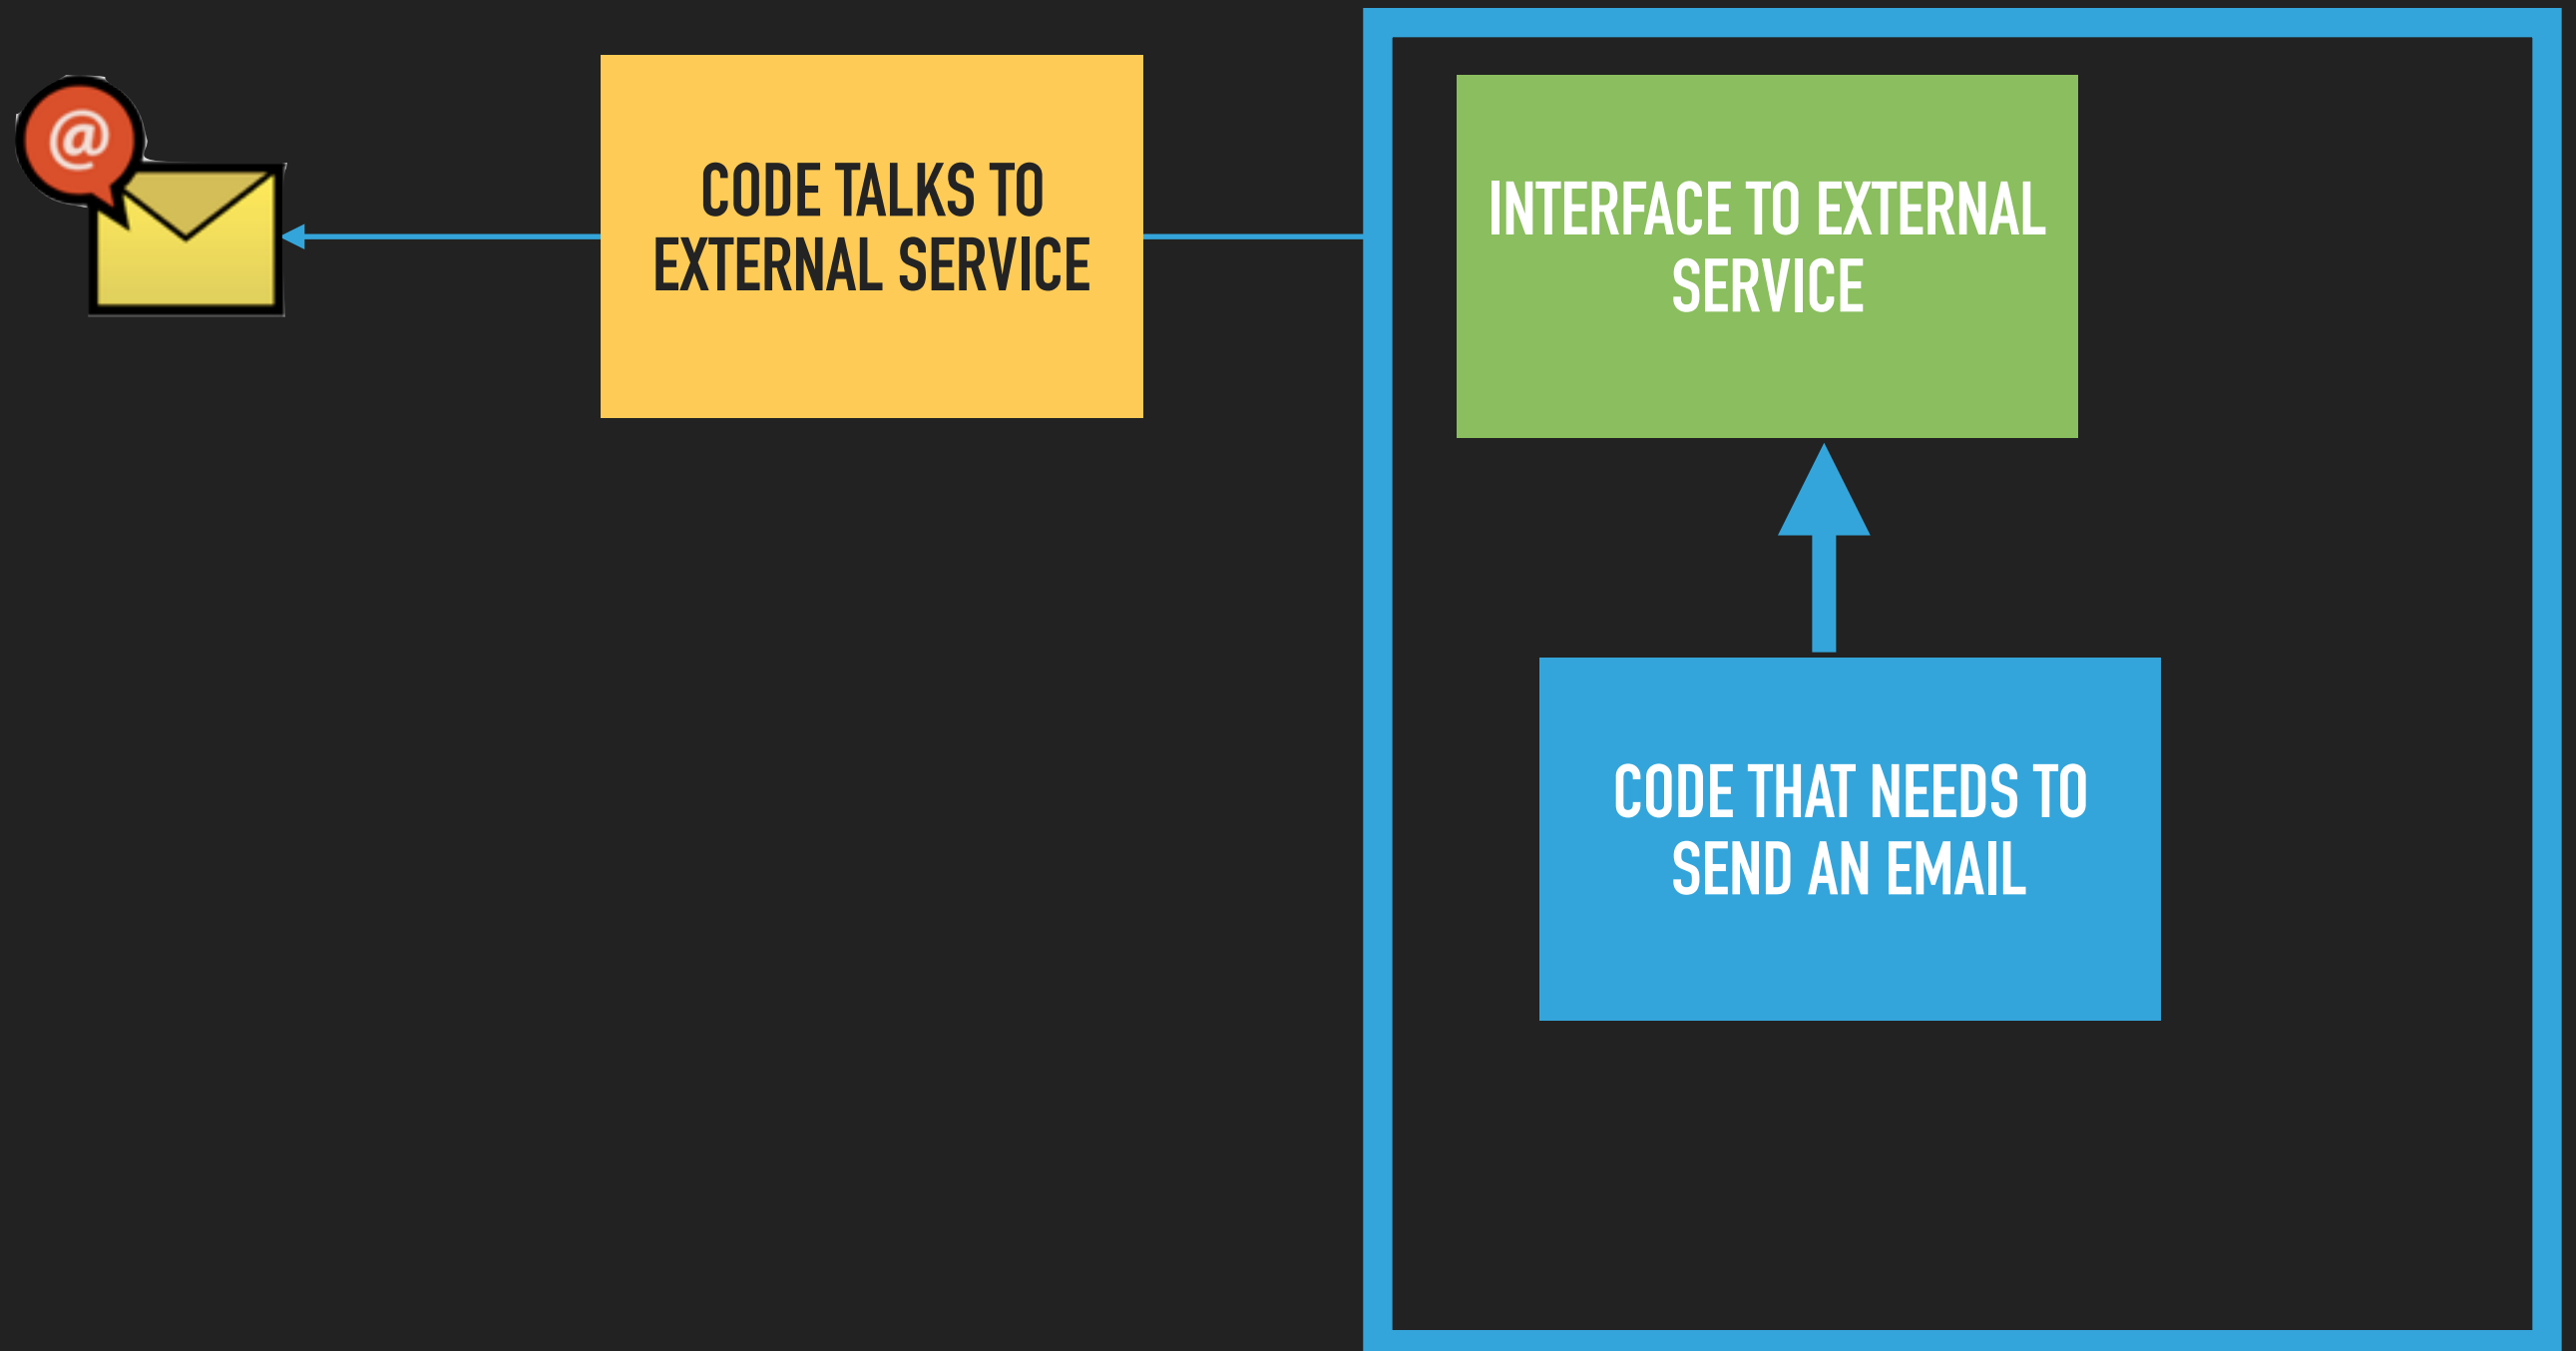 @
CODE TALKS TO
EXTERNAL SERVICE
INTERFACE TO EXTERNAL
SERVICE
CODE THAT NEEDS TO
SEND AN EMAIL